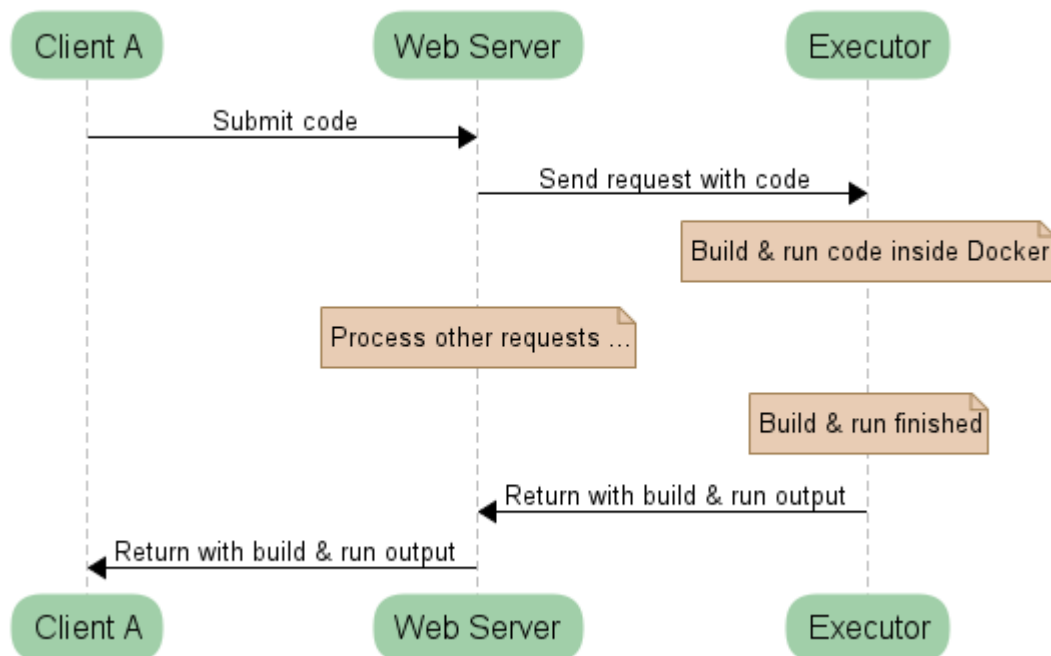 Client A
Web Server
Executor
Submit code
Send request with code
Build & run code inside Docker
Process other requests ...
Build & run finished
Return with build & run output
Return with build & run output
Client A
Web Server
Executor